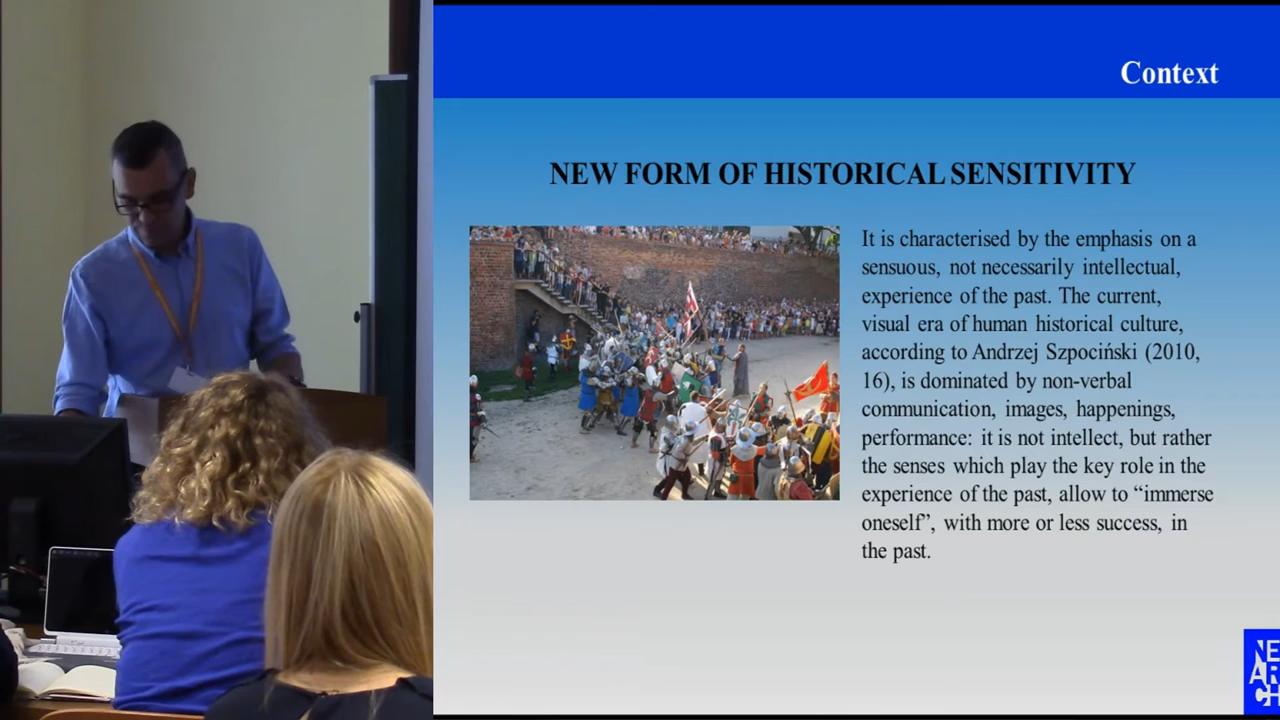 Context
NEW FORM OF HISTORICAL SENSITIVITY
It is characterised by the emphasis on a
sensuous, not necessarily intellectual,
experience of the past. The current,
visual era of human historical culture,
according to Andrzej Szpociński (2010,
16), is dominated by non-verbal
communication, images, happenings,
performance: it is not intellect, but rather
the senses which play the key role in the
experience of the past, allow to “immerse
oneself”, with more or less success, in
the past.
NE
AR
CH